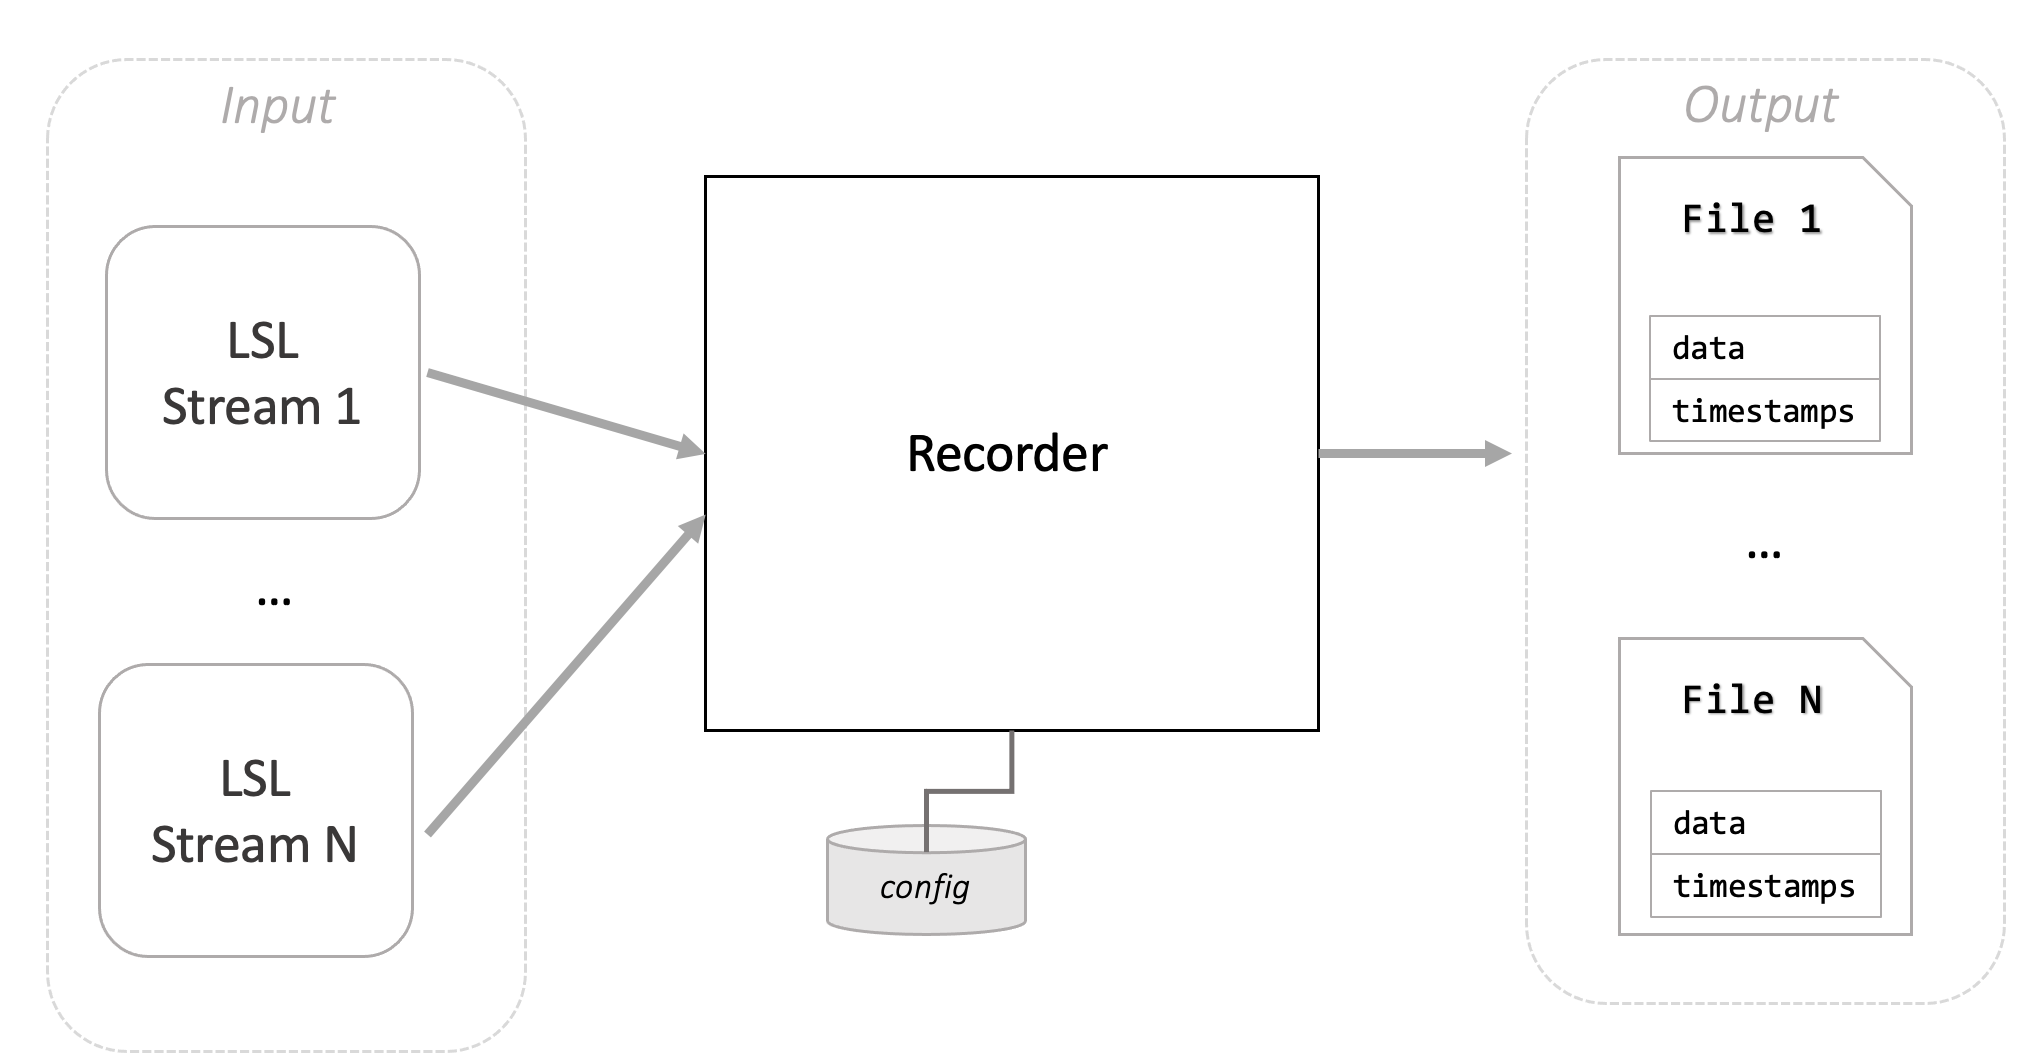 Input
LSL
Stream 1
...
LSL
Stream N
Recorder
config
Output
File 1
data
timestamps
...
File N
data
timestamps